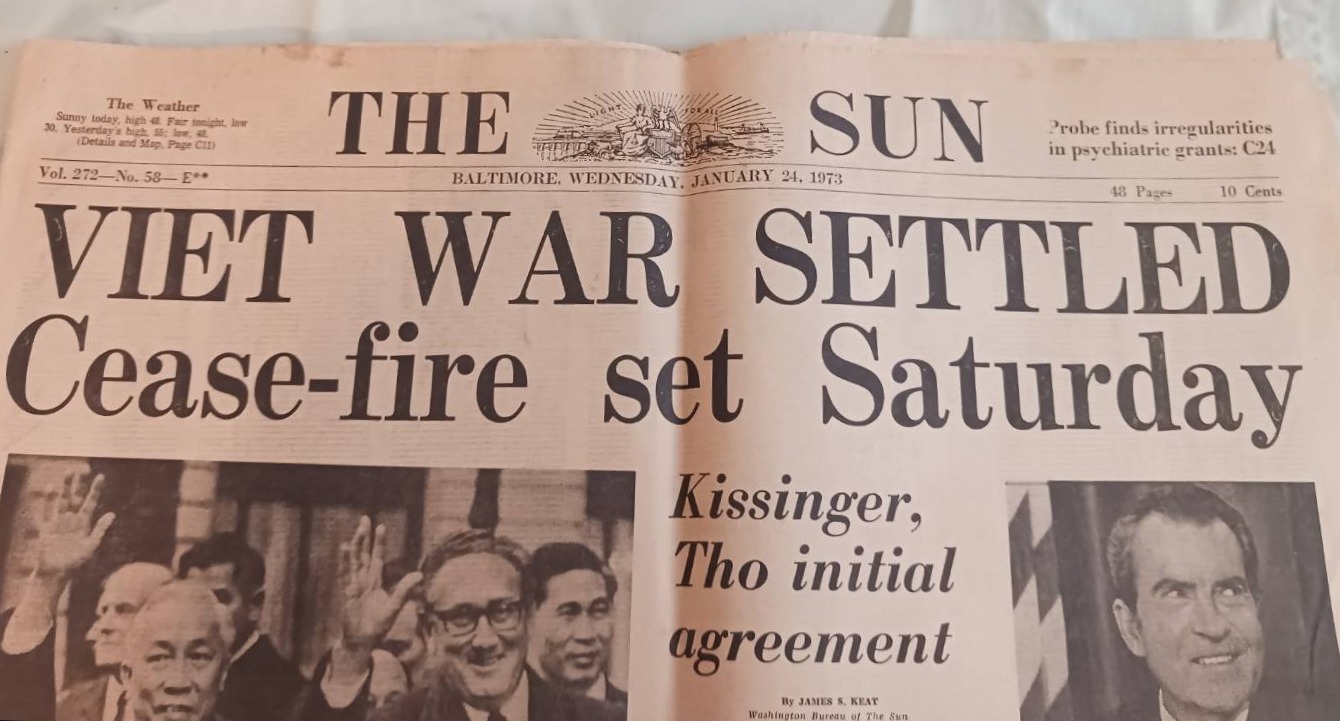 The Weather
Sunny today, high 48. Fair tonight, low
30. Yesterday's high, 55; low, 48.
(Details and Map, Page C11)
THE SUN
LIGHT FOR ALL
Probe finds irregularities
in psychiatric grants: C24
Vol. 272—No. 58—E**
BALTIMORE, WEDNESDAY, JANUARY 24, 1973
48 Pages 10 Cents
VIET WAR SETTLED
Cease-fire set Saturday
Kissinger,
Tho initial
agreement
By JAMES S. KEAT
Washington Bureau of The Sun